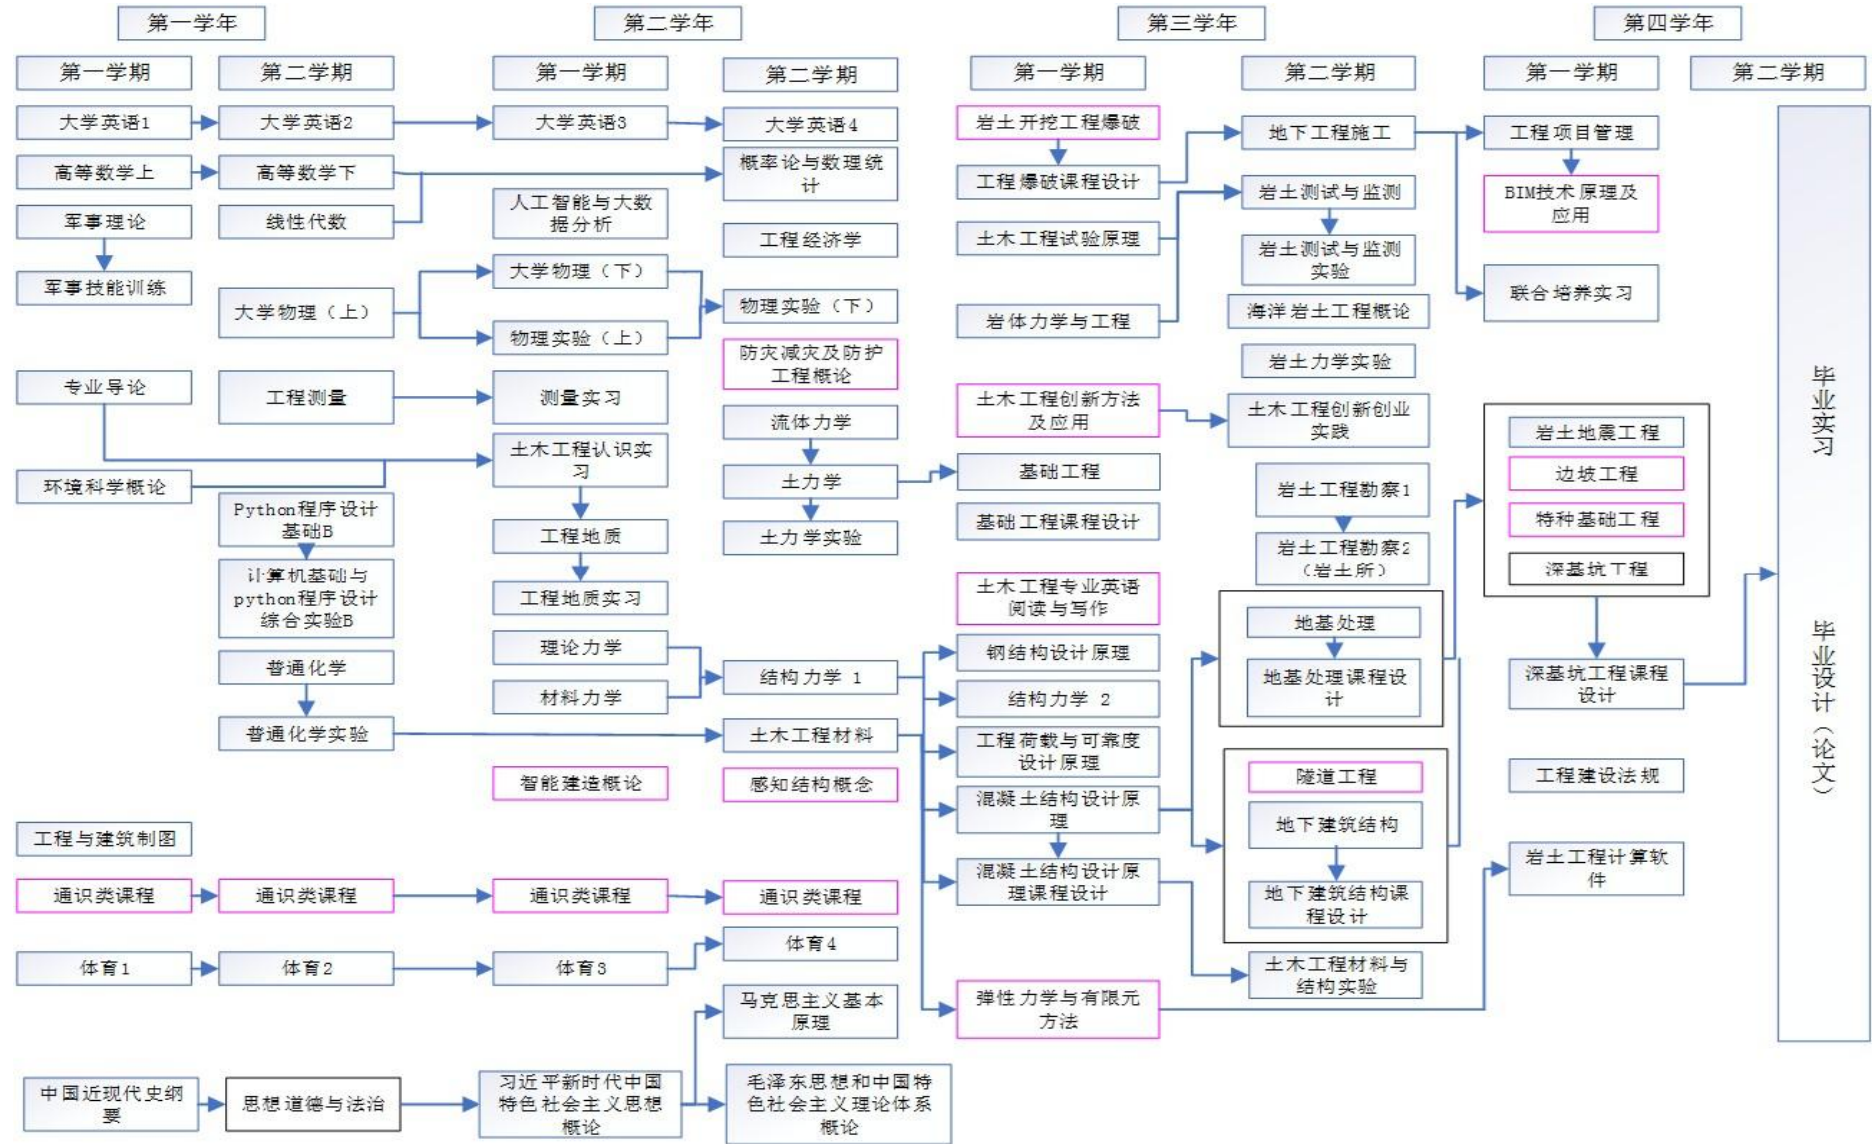 第一学年
第二学年
第三学年
第四学年
第一学期
第二学期
第一学期
第二学期
第一学期
第二学期
第一学期
第二学期
大学英语1
高等数学上
军事理论
军事技能训练
专业导论
环境科学概论
工程与建筑制图
通识类课程
体育1
中国近现代史纲
要
大学英语2
高等数学下
线性代数
大学物理（上）
工程测量
Python程序设计
基础B
计算机基础与
python程序设计
综合实验B
普通化学
普通化学实验
通识类课程
体育2
思想道德与法治
大学英语3
人工智能与大数
据分析
大学物理（下）
物理实验（上）
测量实习
土木工程认识实
习
工程地质
工程地质实习
理论力学
材料力学
智能建造概论
通识类课程
体育3
习近平新时代中国
特色社会主义思想
概论
大学英语4
概率论与数理统
计
工程经济学
物理实验（下）
防灾减灾及防护
工程概论
流体力学
土力学
土力学实验
结构力学 1
土木工程材料
感知结构概念
通识类课程
体育4
马克思主义基本
原理
毛泽东思想和中国特
色社会主义理论体系
概论
岩土开挖工程爆破
工程爆破课程设计
土木工程试验原理
岩体力学与工程
土木工程创新方法
及应用
基础工程
基础工程课程设计
土木工程专业英语
阅读与写作
钢结构设计原理
结构力学 2
工程荷载与可靠度
设计原理
混凝土结构设计原
理
混凝土结构设计原
理课程设计
弹性力学与有限元
方法
地下工程施工
岩土测试与监测
岩土测试与监测
实验
海洋岩土工程概论
岩土力学实验
土木工程创新创业
实践
岩土工程勘察1
岩土工程勘察2
（岩土所）
地基处理
地基处理课程设
计
隧道工程
地下建筑结构
地下建筑结构课
程设计
土木工程材料与
结构实验
工程项目管理
BIM技术原理及
应用
联合培养实习
岩土地震工程
边坡工程
特种基础工程
深基坑工程
深基坑工程课程
设计
工程建设法规
岩土工程计算软
件
毕业实习
毕业设计（论文）